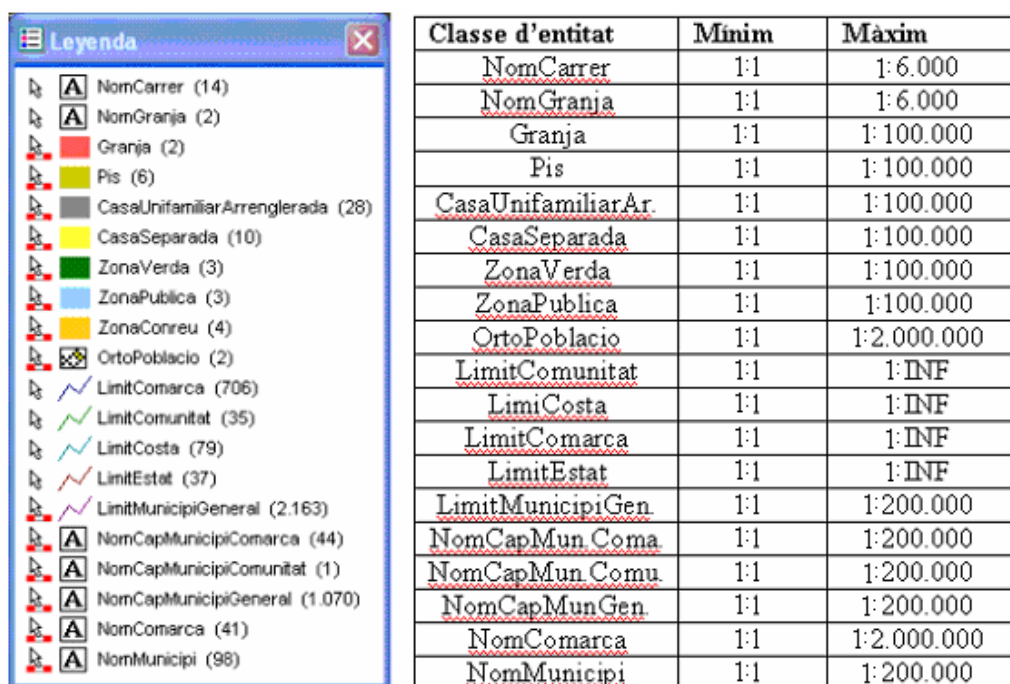 Leyenda
NomCarrer (14)
NomGranja (2)
Granja (2)
Pis (6)
CasaUnifamiliarArrenglerada (28)
CasaSeparada (10)
ZonaVerda (3)
ZonaPublica (3)
ZonaConreu (4)
OrtoPoblacio (2)
LimitComarca (706)
LimitComunitat (35)
LimitCosta (79)
LimitEstat (37)
LimitMunicipiGeneral (2.163)
NomCapMunicipiComarca (44)
NomCapMunicipiComunitat (1)
NomCapMunicipiGeneral (1.070)
NomComarca (41)
NomMunicipi (98)
Classe d'entitat Mínim Màxim
NomCarrer 1:1 1:6.000
NomGranja 1:1 1:6.000
Granja 1:1 1:100.000
Pis 1:1 1:100.000
CasaUnifamiliarAr. 1:1 1:100.000
CasaSeparada 1:1 1:100.000
ZonaVerda 1:1 1:100.000
ZonaPublica 1:1 1:100.000
OrtoPoblacio 1:1 1:2.000.000
LimitComunitat 1:1 1:INF
LimiCosta 1:1 1:INF
LimitComarca 1:1 1:INF
LimitEstat 1:1 1:INF
LimitMunicipiGen. 1:1 1:200.000
NomCapMun.Coma. 1:1 1:200.000
NomCapMun.Comu. 1:1 1:200.000
NomCapMunGen. 1:1 1:200.000
NomComarca 1:1 1:2.000.000
NomMunicipi 1:1 1:200.000